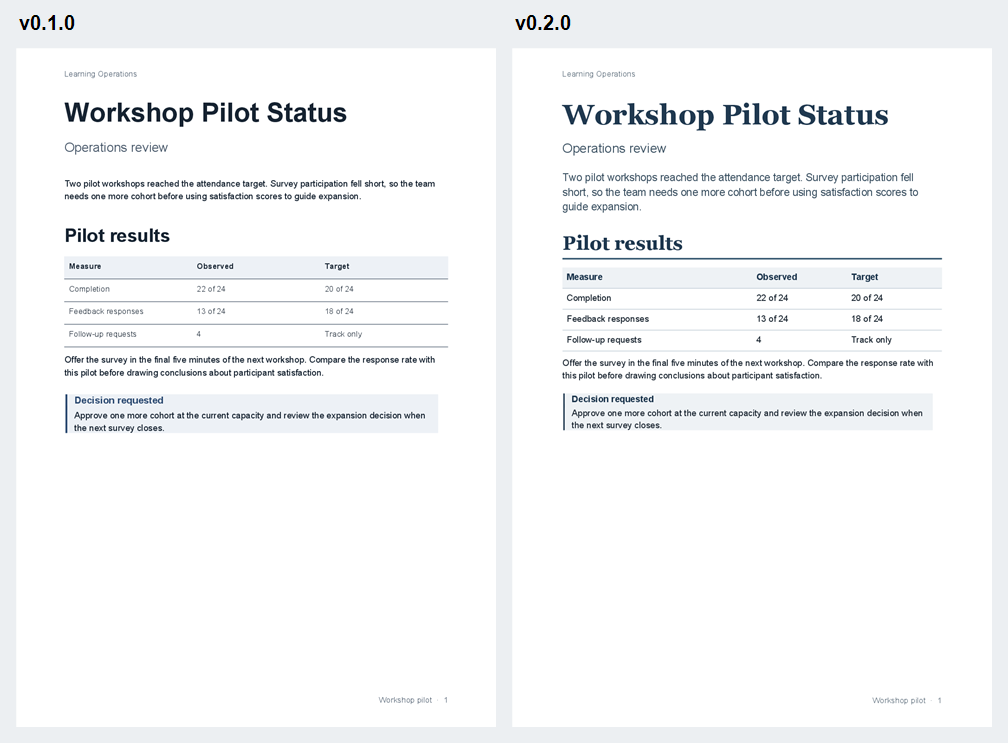 v0.1.0
Learning Operations
Workshop Pilot Status
Operations review
Two pilot workshops reached the attendance target. Survey participation fell short, so the team
needs one more cohort before using satisfaction scores to guide expansion.
Pilot results
Measure Observed Target
Completion 22 of 24 20 of 24
Feedback responses 13 of 24 18 of 24
Follow-up requests 4 Track only
Offer the survey in the final five minutes of the next workshop. Compare the response rate with
this pilot before drawing conclusions about participant satisfaction.
Decision requested
Approve one more cohort at the current capacity and review the expansion decision when
the next survey closes.
Workshop pilot · 1
v0.2.0
Learning Operations
Workshop Pilot Status
Operations review
Two pilot workshops reached the attendance target. Survey participation fell
short, so the team needs one more cohort before using satisfaction scores to
guide expansion.
Pilot results
Measure Observed Target
Completion 22 of 24 20 of 24
Feedback responses 13 of 24 18 of 24
Follow-up requests 4 Track only
Offer the survey in the final five minutes of the next workshop. Compare the response rate with
this pilot before drawing conclusions about participant satisfaction.
Decision requested
Approve one more cohort at the current capacity and review the expansion decision when
the next survey closes.
Workshop pilot · 1